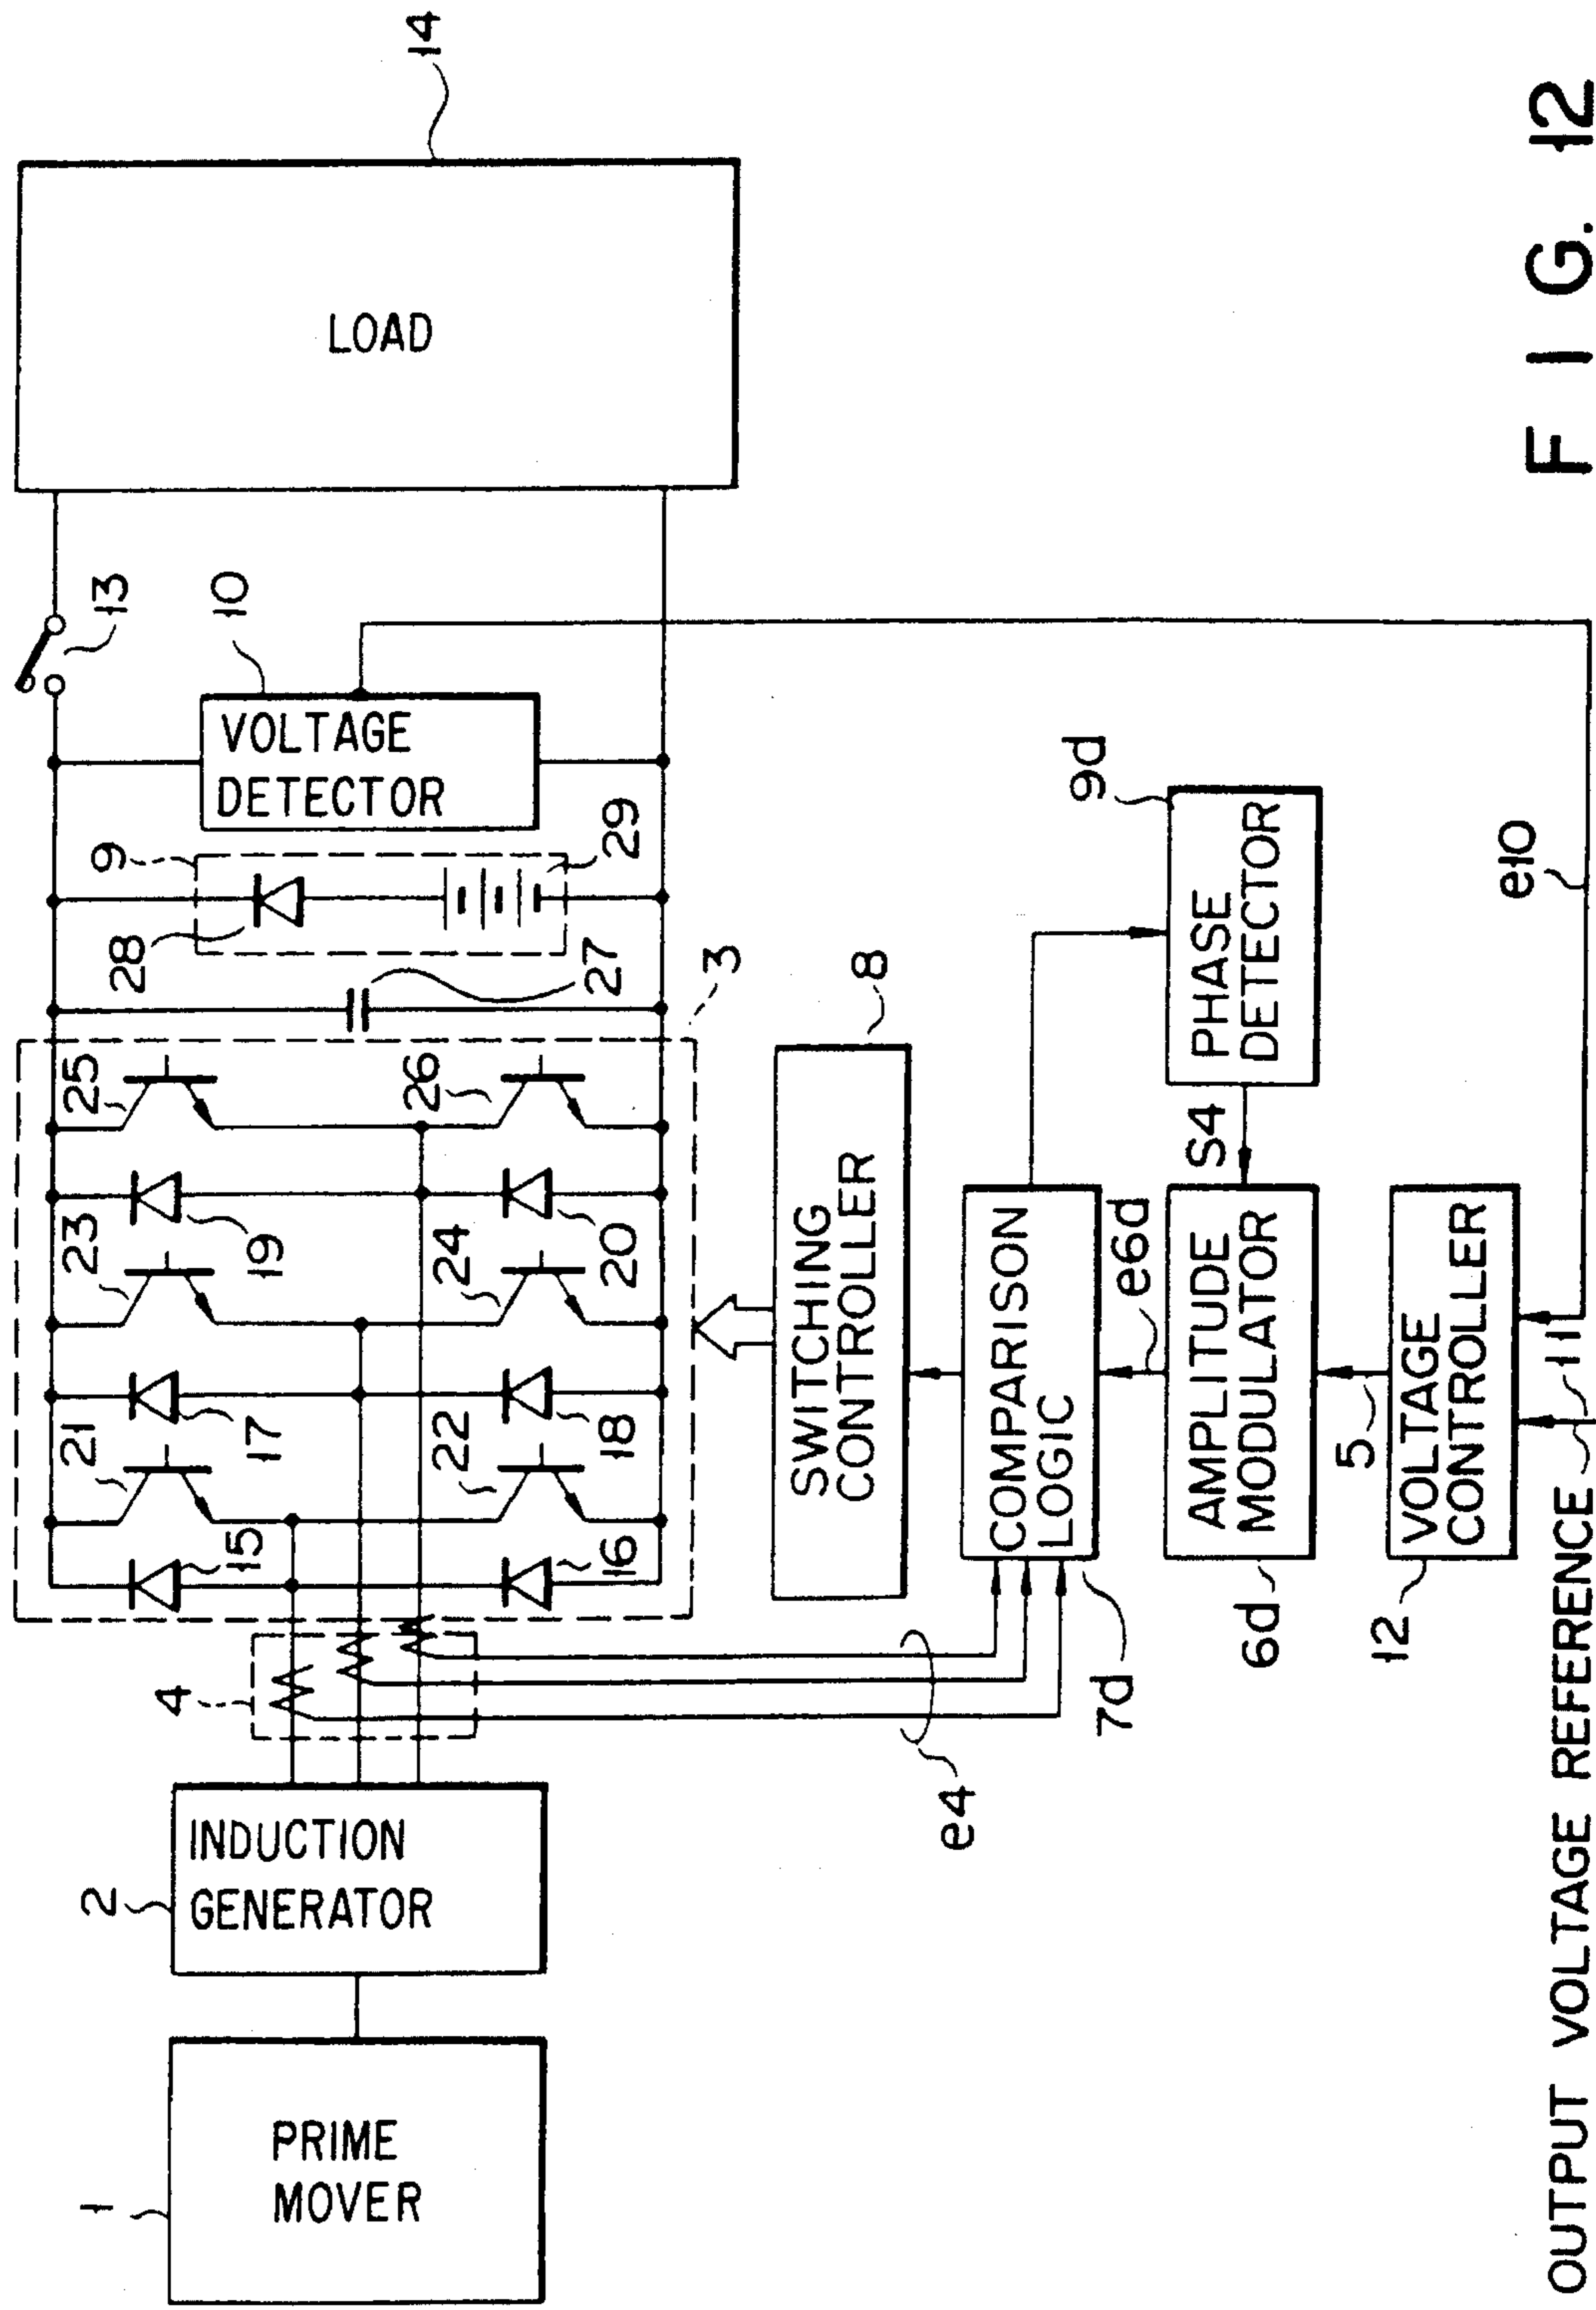 1
PRIME
MOVER
2
INDUCTION
GENERATOR
4
3
15
16
21
22
17
18
23
24
19
20
25
26
27
9
28
29
10
VOLTAGE
DETECTOR
13
14
LOAD
e4
8
SWITCHING
CONTROLLER
7d
COMPARISON
LOGIC
9d
PHASE
DETECTOR
S4
e6d
6d
AMPLITUDE
MODULATOR
5
12
VOLTAGE
CONTROLLER
e10
11
OUTPUT VOLTAGE REFERENCE
FIG. 12